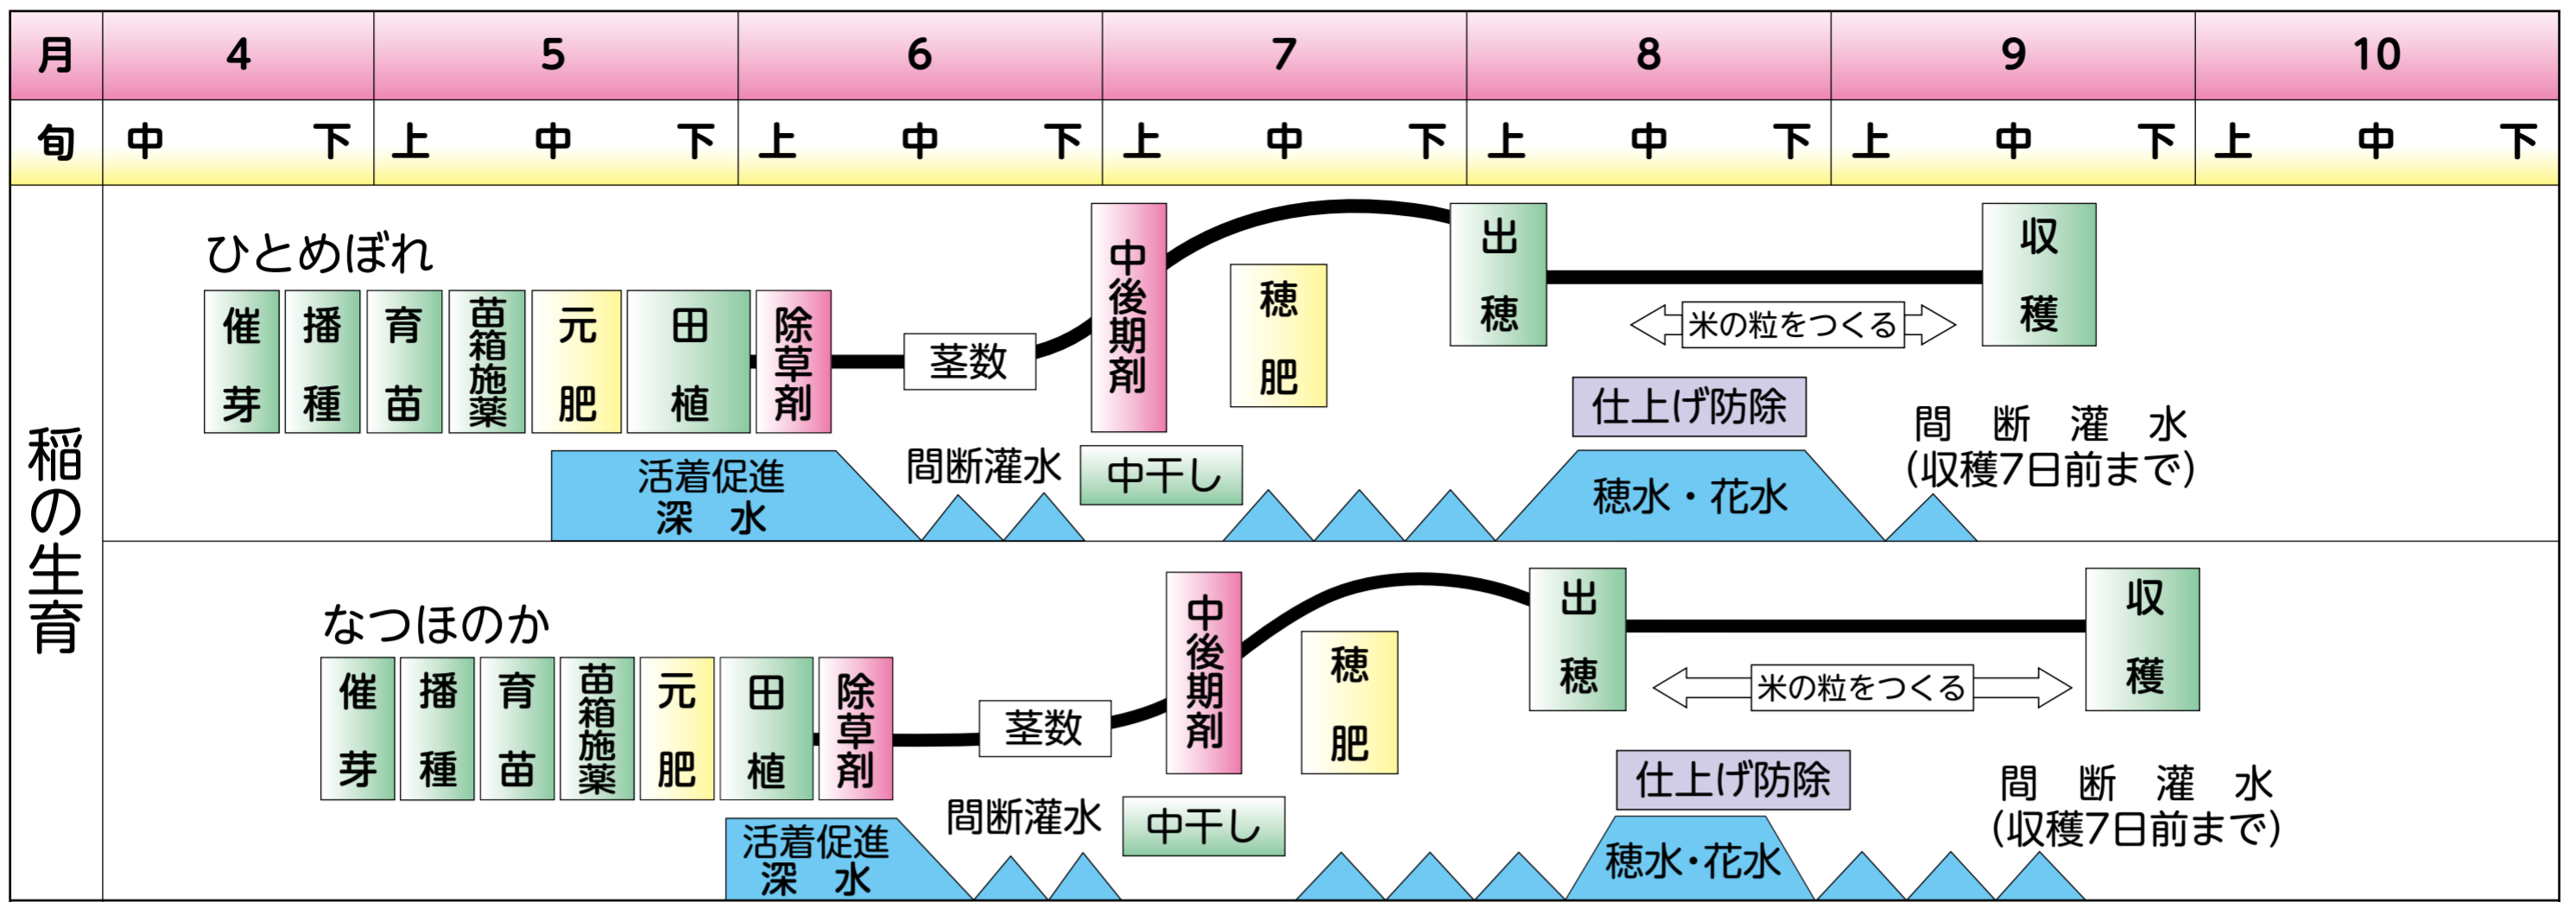 月 4 5 6 7 8 9 10
旬 中 下 上 中 下 上 中 下 上 中 下 上 中 下 上 中 下 上 中 下
稲の生育
ひとめぼれ
催芽 播種 育苗 苗箱施薬 元肥 田植 除草剤 茎数 中後期剤 穂肥 出穂 収穫
米の粒をつくる
仕上げ防除
活着促進
深 水
間断灌水
中干し
穂水・花水
間 断 灌 水
(収穫7日前まで)
なつほのか
催芽 播種 育苗 苗箱施薬 元肥 田植 除草剤 茎数 中後期剤 穂肥 出穂 収穫
米の粒をつくる
仕上げ防除
活着促進
深 水
間断灌水
中干し
穂水・花水
間 断 灌 水
(収穫7日前まで)